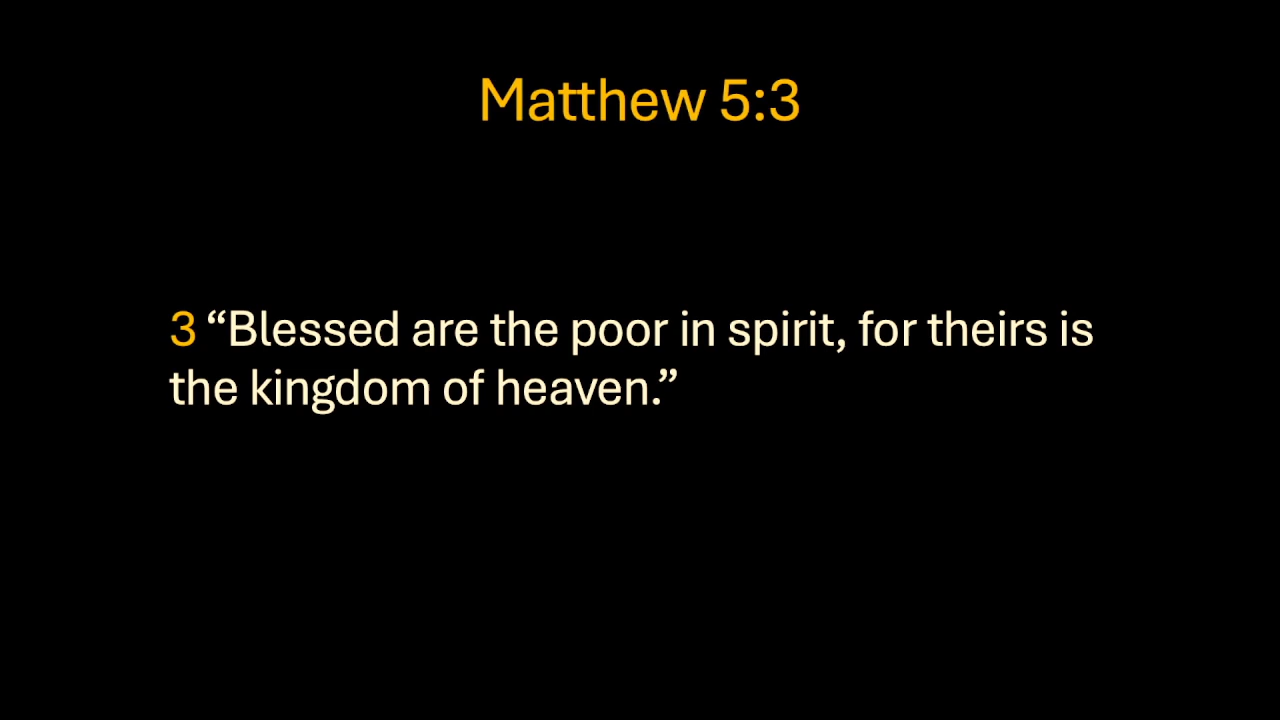 Matthew 5:3
3 “Blessed are the poor in spirit, for theirs is
the kingdom of heaven.”